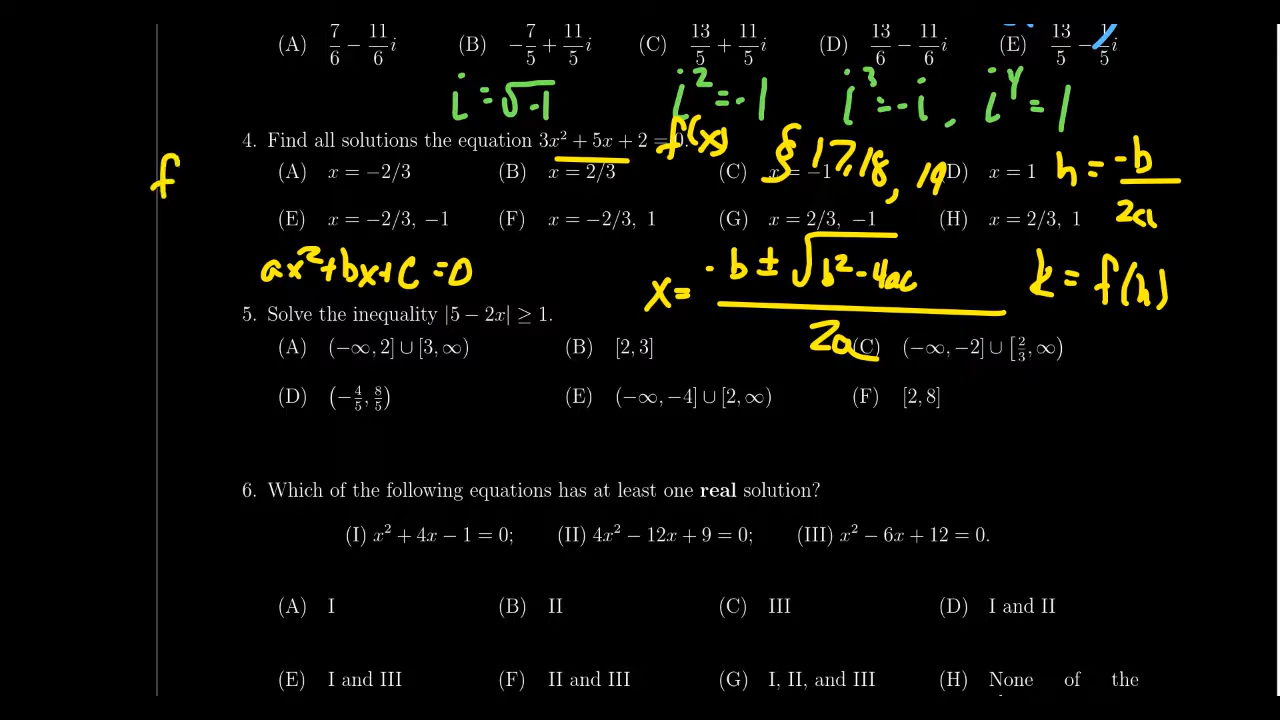 (A) 7/6 − 11/6 i (B) −7/5 + 11/5 i (C) 13/5 + 11/5 i (D) 13/6 − 11/6 i (E) 13/5 − 1/5 i
i = √-1 i² = -1 i³ = -i , i⁴ = 1
4. Find all solutions the equation 3x² + 5x + 2 = 0.
f(x) § 17, 18, 19
f
(A) x = −2/3 (B) x = 2/3 (C) x = −1 (D) x = 1
h = -b/2a
(E) x = −2/3, −1 (F) x = −2/3, 1 (G) x = 2/3, −1 (H) x = 2/3, 1
ax² + bx + c = 0
x = -b ± √b² - 4ac / 2a
k = f(h)
5. Solve the inequality |5 − 2x| ≥ 1.
(A) (−∞, 2] ∪ [3, ∞) (B) [2, 3] (C) (−∞, −2] ∪ [2/3, ∞)
(D) (−4/5, 8/5) (E) (−∞, −4] ∪ [2, ∞) (F) [2, 8]
6. Which of the following equations has at least one real solution?
(I) x² + 4x − 1 = 0; (II) 4x² − 12x + 9 = 0; (III) x² − 6x + 12 = 0.
(A) I (B) II (C) III (D) I and II
(E) I and III (F) II and III (G) I, II, and III (H) None of the